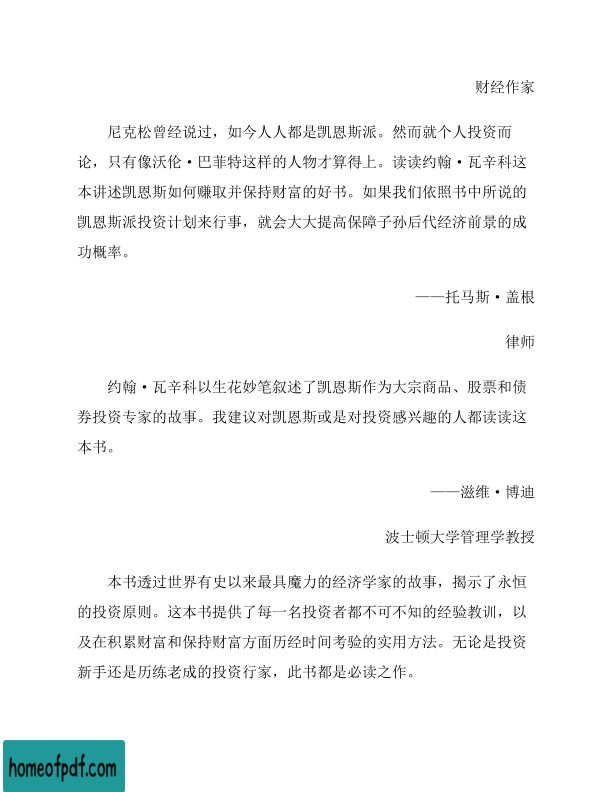 财经作家
尼克松曾经说过，如今人人都是凯恩斯派。然而就个人投资而
论，只有像沃伦·巴菲特这样的人物才算得上。读读约翰·瓦辛科这
本讲述凯恩斯如何赚取并保持财富的好书。如果我们依照书中所说的
凯恩斯派投资计划来行事，就会大大提高保障子孙后代经济前景的成
功概率。
——托马斯·盖根
律师
约翰·瓦辛科以生花妙笔叙述了凯恩斯作为大宗商品、股票和债
券投资专家的故事。我建议对凯恩斯或是对投资感兴趣的人都读读这
本书。
——滋维·博迪
波士顿大学管理学教授
本书透过世界有史以来最具魔力的经济学家的故事，揭示了永恒
的投资原则。这本书提供了每一名投资者都不可不知的经验教训，以
及在积累财富和保持财富方面历经时间考验的实用方法。无论是投资
新手还是历练老成的投资行家，此书都是必读之作。
homeofpdf.com